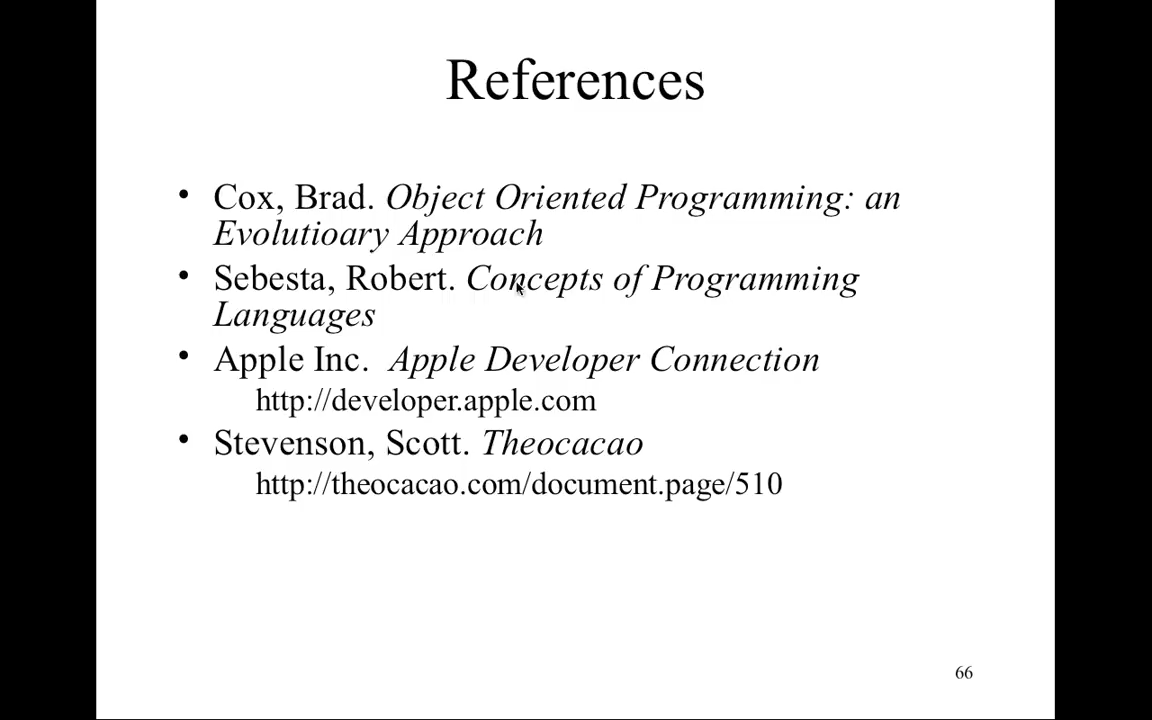 References
• Cox, Brad. Object Oriented Programming: an
Evolutioary Approach
• Sebesta, Robert. Concepts of Programming
Languages
• Apple Inc.  Apple Developer Connection
http://developer.apple.com
• Stevenson, Scott. Theocacao
http://theocacao.com/document.page/510
66